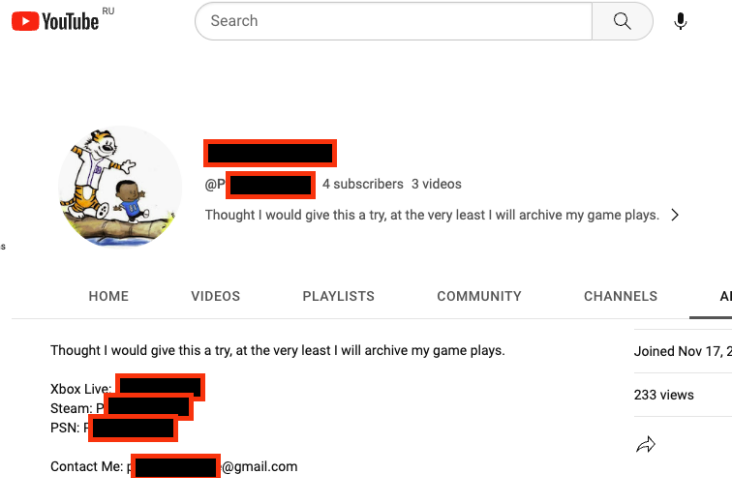 YouTube RU
Search
@P 4 subscribers 3 videos
Thought I would give this a try, at the very least I will archive my game plays.
HOME VIDEOS PLAYLISTS COMMUNITY CHANNELS
Thought I would give this a try, at the very least I will archive my game plays.
Joined Nov 17, 2
Xbox Live:
233 views
Steam: P
PSN:
Contact Me: @gmail.com